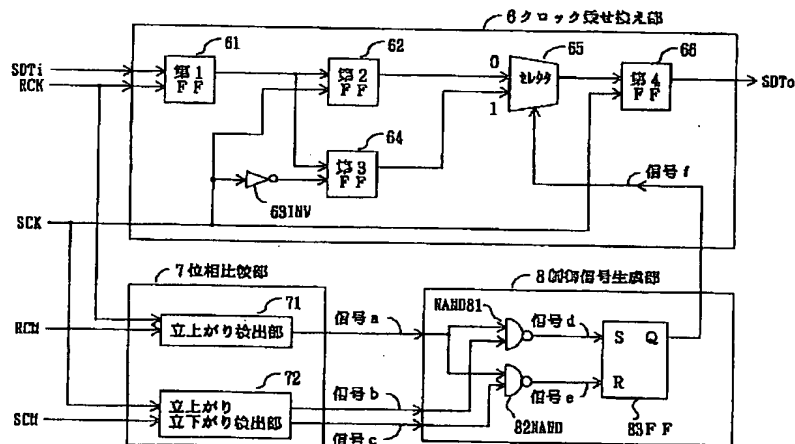 6クロック乗せ換え部
61
62
65
66
SDTi
RCK
第1
FF
第2
FF
0
1
セレクタ
第4
FF
SDTo
64
第3
FF
63INV
信号f
SCK
7位相比較部
8制御信号生成部
71
RCM
立上がり検出部
信号a
NAND81
信号d
S Q
72
立上がり
立下がり検出部
信号b
信号e
R
SCM
信号c
82NAND
83FF